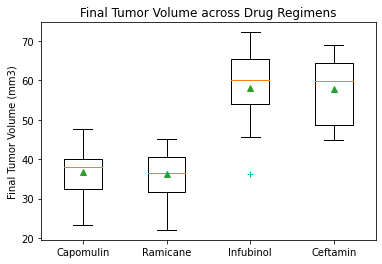 Final Tumor Volume across Drug Regimens
Final Tumor Volume (mm3)
70
60
50
40
30
20
Capomulin Ramicane Infubinol Ceftamin